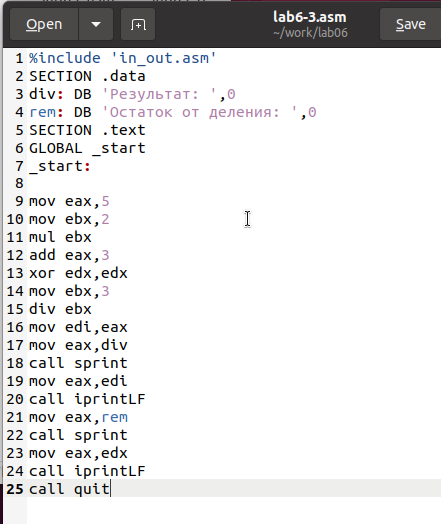 Open
lab6-3.asm
~/work/lab06
Save
1 %include 'in_out.asm'
2 SECTION .data
3 div: DB 'Результат: ',0
4 rem: DB 'Остаток от деления: ',0
5 SECTION .text
6 GLOBAL _start
7 _start:
8
9 mov eax,5
10 mov ebx,2
11 mul ebx
12 add eax,3
13 xor edx,edx
14 mov ebx,3
15 div ebx
16 mov edi,eax
17 mov eax,div
18 call sprint
19 mov eax,edi
20 call iprintLF
21 mov eax,rem
22 call sprint
23 mov eax,edx
24 call iprintLF
25 call quit